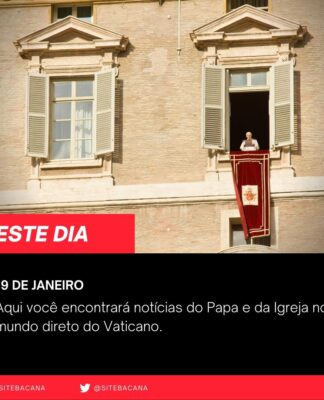 ESTE DIA
9 DE JANEIRO
Aqui você encontrará notícias do Papa e da Igreja no
mundo direto do Vaticano.
SITEBACANA
@SITEBACANA